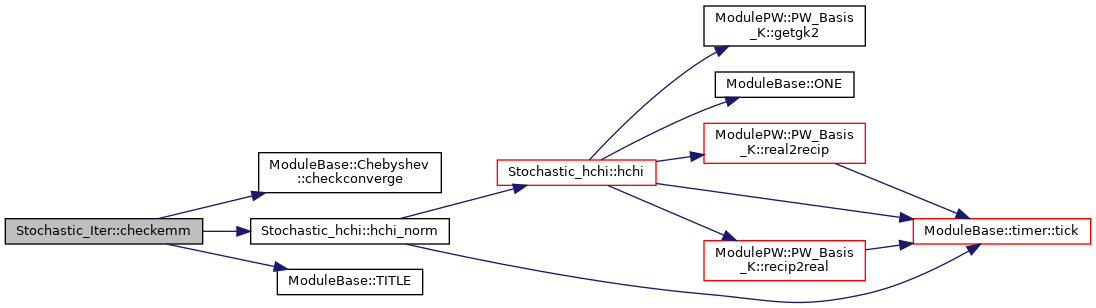 Stochastic_Iter::checkemm
ModuleBase::Chebyshev
::checkconverge
Stochastic_hchi::hchi_norm
ModuleBase::TITLE
Stochastic_hchi::hchi
ModulePW::PW_Basis
_K::getgk2
ModuleBase::ONE
ModulePW::PW_Basis
_K::real2recip
ModulePW::PW_Basis
_K::recip2real
ModuleBase::timer::tick